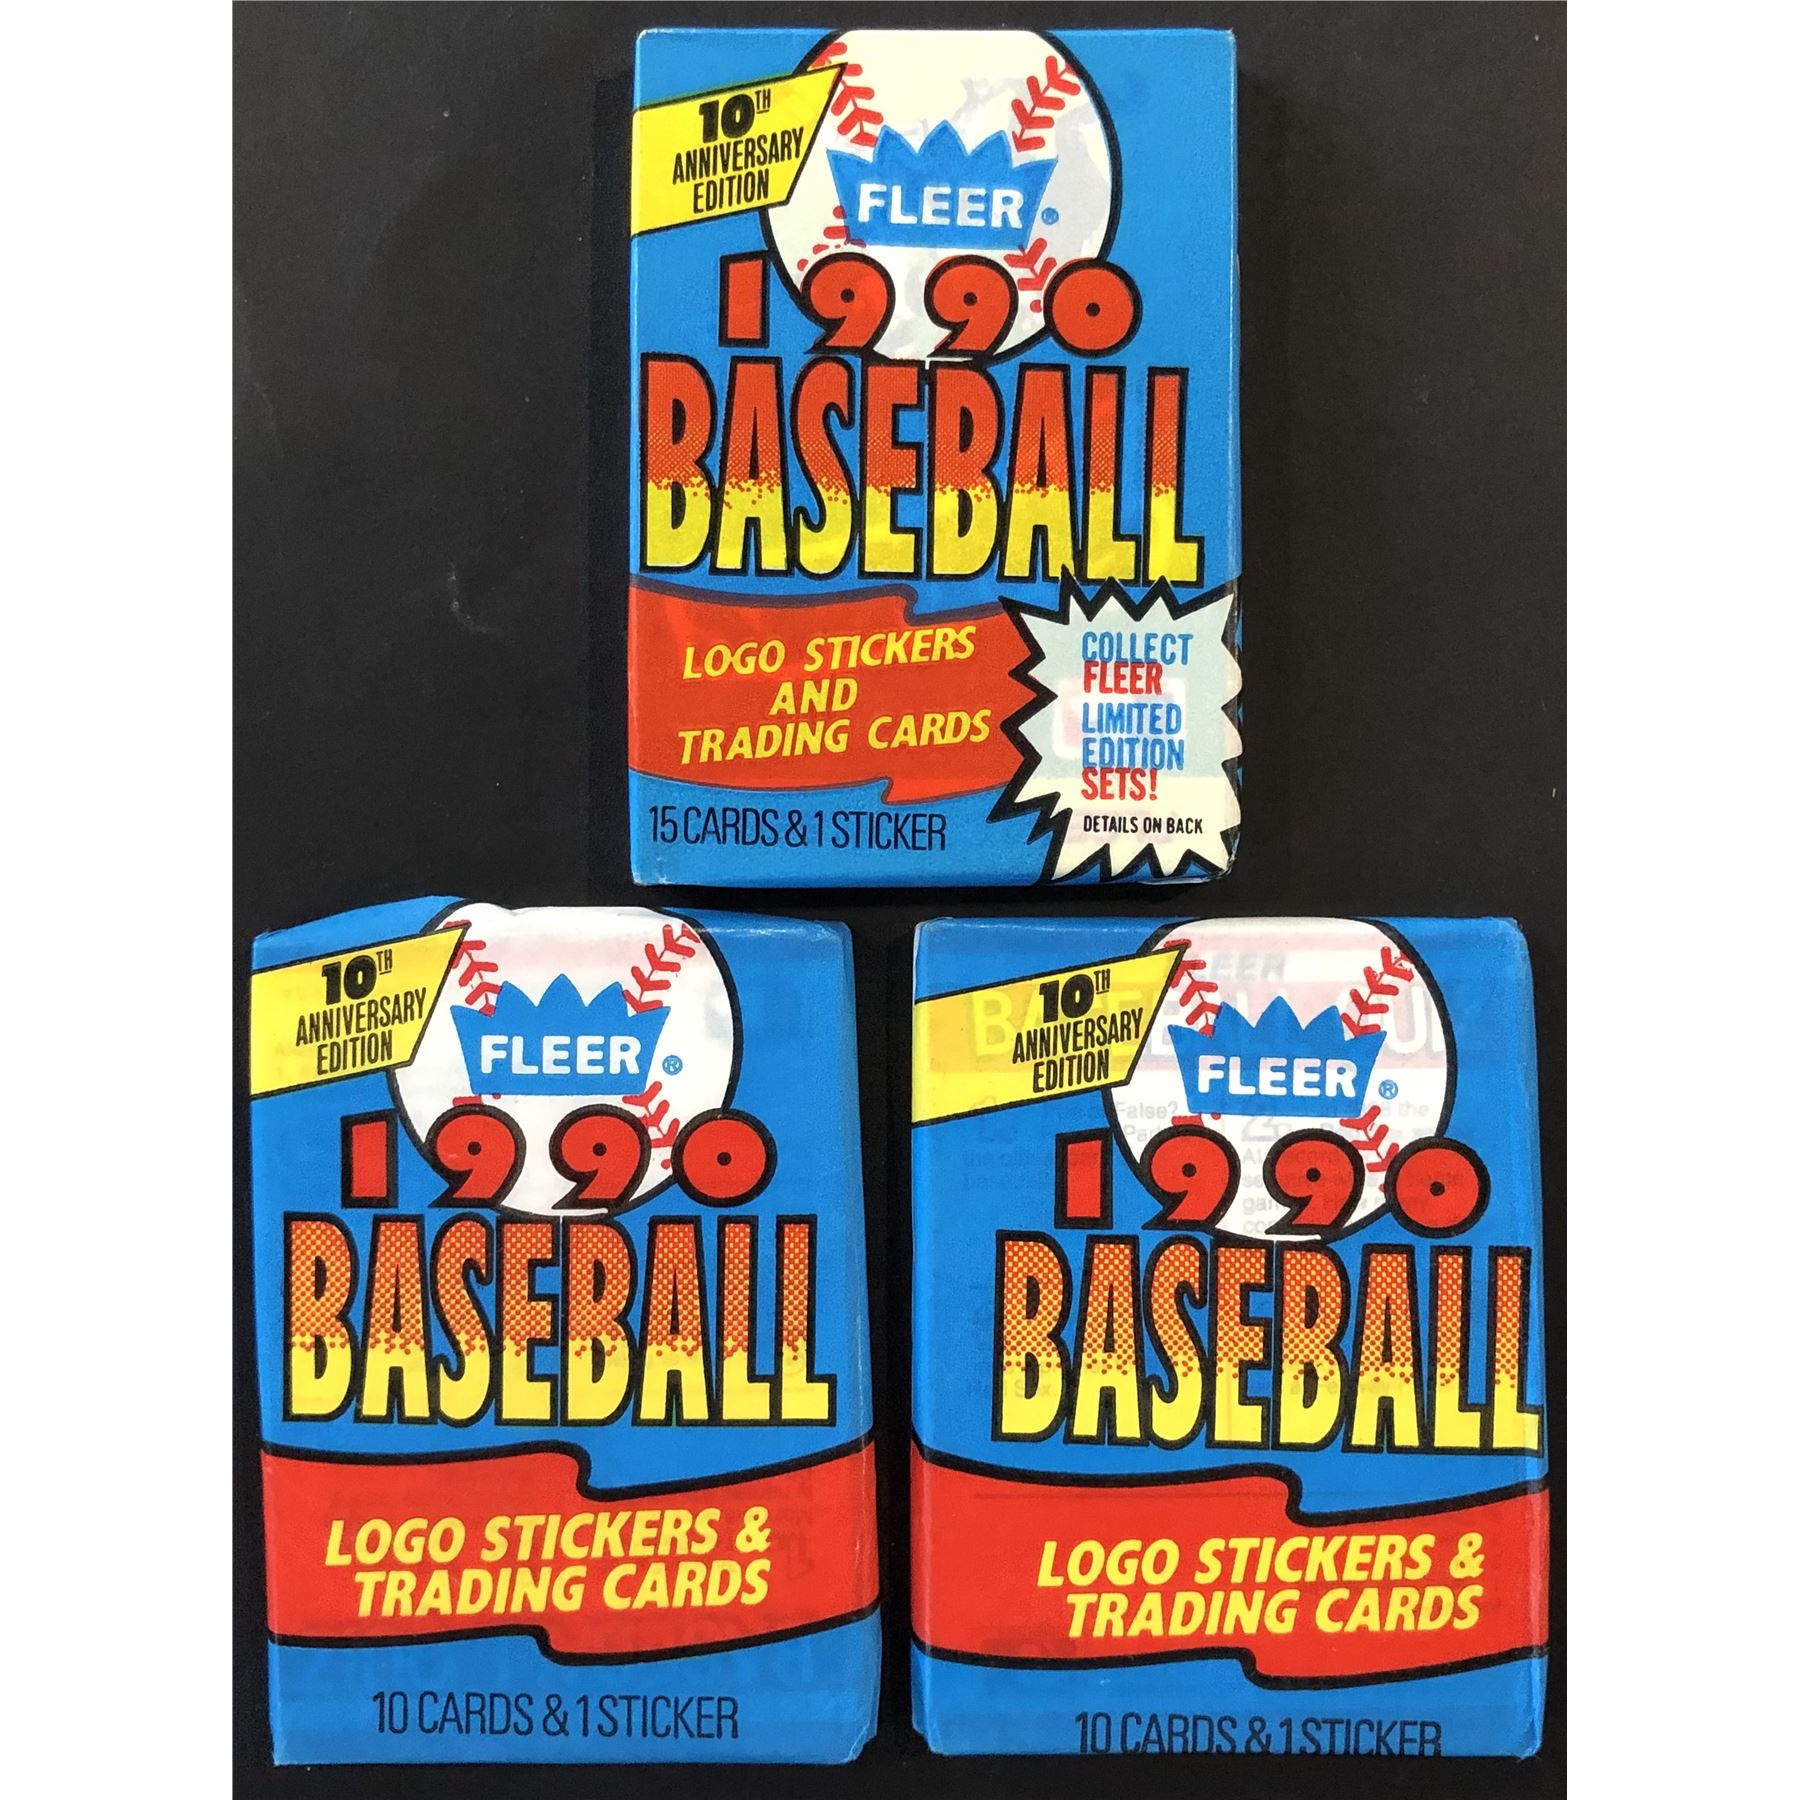 10TH
ANNIVERSARY
EDITION
FLEER®
1990
BASEBALL
LOGO STICKERS
AND
TRADING CARDS
COLLECT
FLEER
LIMITED
EDITION
SETS!
DETAILS ON BACK
15 CARDS & 1 STICKER
10TH
ANNIVERSARY
EDITION
FLEER®
1990
BASEBALL
LOGO STICKERS &
TRADING CARDS
10 CARDS & 1 STICKER
10TH
ANNIVERSARY
EDITION
FLEER®
1990
BASEBALL
LOGO STICKERS &
TRADING CARDS
10 CARDS & 1 STICKER